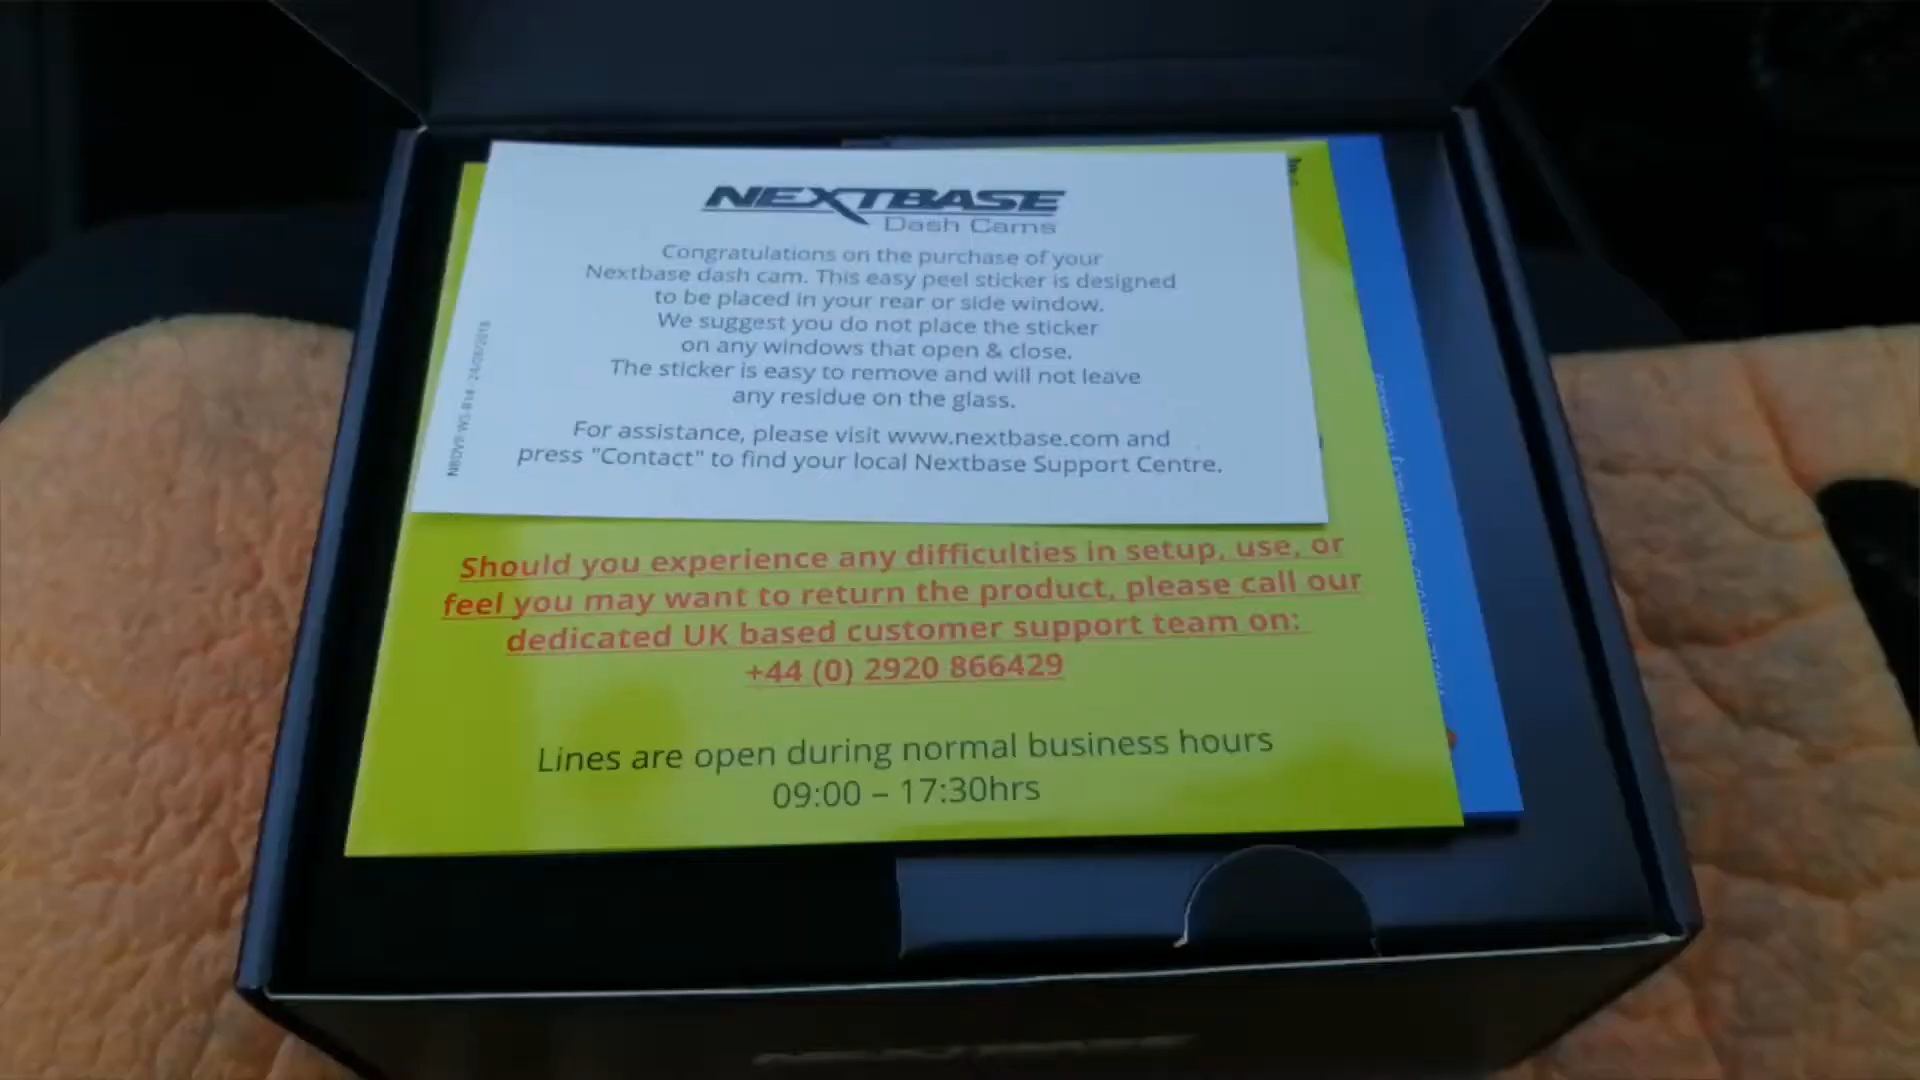 NEXTBASE
Dash Cams
Congratulations on the purchase of your
Nextbase dash cam. This easy peel sticker is designed
to be placed in your rear or side window.
We suggest you do not place the sticker
on any windows that open & close.
The sticker is easy to remove and will not leave
any residue on the glass.
For assistance, please visit www.nextbase.com and
press "Contact" to find your local Nextbase Support Centre.
Should you experience any difficulties in setup, use, or
feel you may want to return the product, please call our
dedicated UK based customer support team on:
+44 (0) 2920 866429
Lines are open during normal business hours
09:00 – 17:30hrs